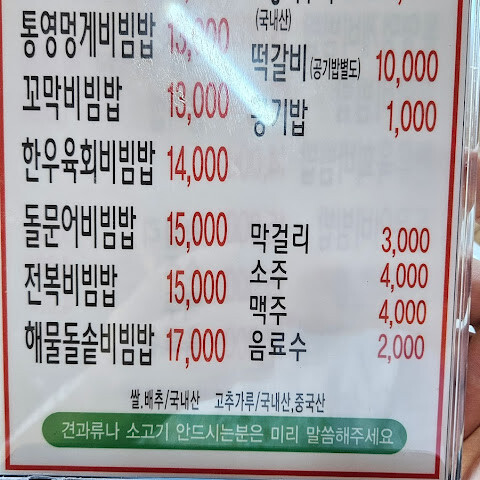 통영멍게비빔밥 13,000
꼬막비빔밥 13,000
한우육회비빔밥 14,000
돌문어비빔밥 15,000
전복비빔밥 15,000
해물돌솥비빔밥 17,000
(국내산)
떡갈비(공기밥별도) 10,000
공기밥 1,000
막걸리 3,000
소주 4,000
맥주 4,000
음료수 2,000
쌀.배추/국내산 고추가루/국내산,중국산
견과류나 소고기 안드시는분은 미리 말씀해주세요